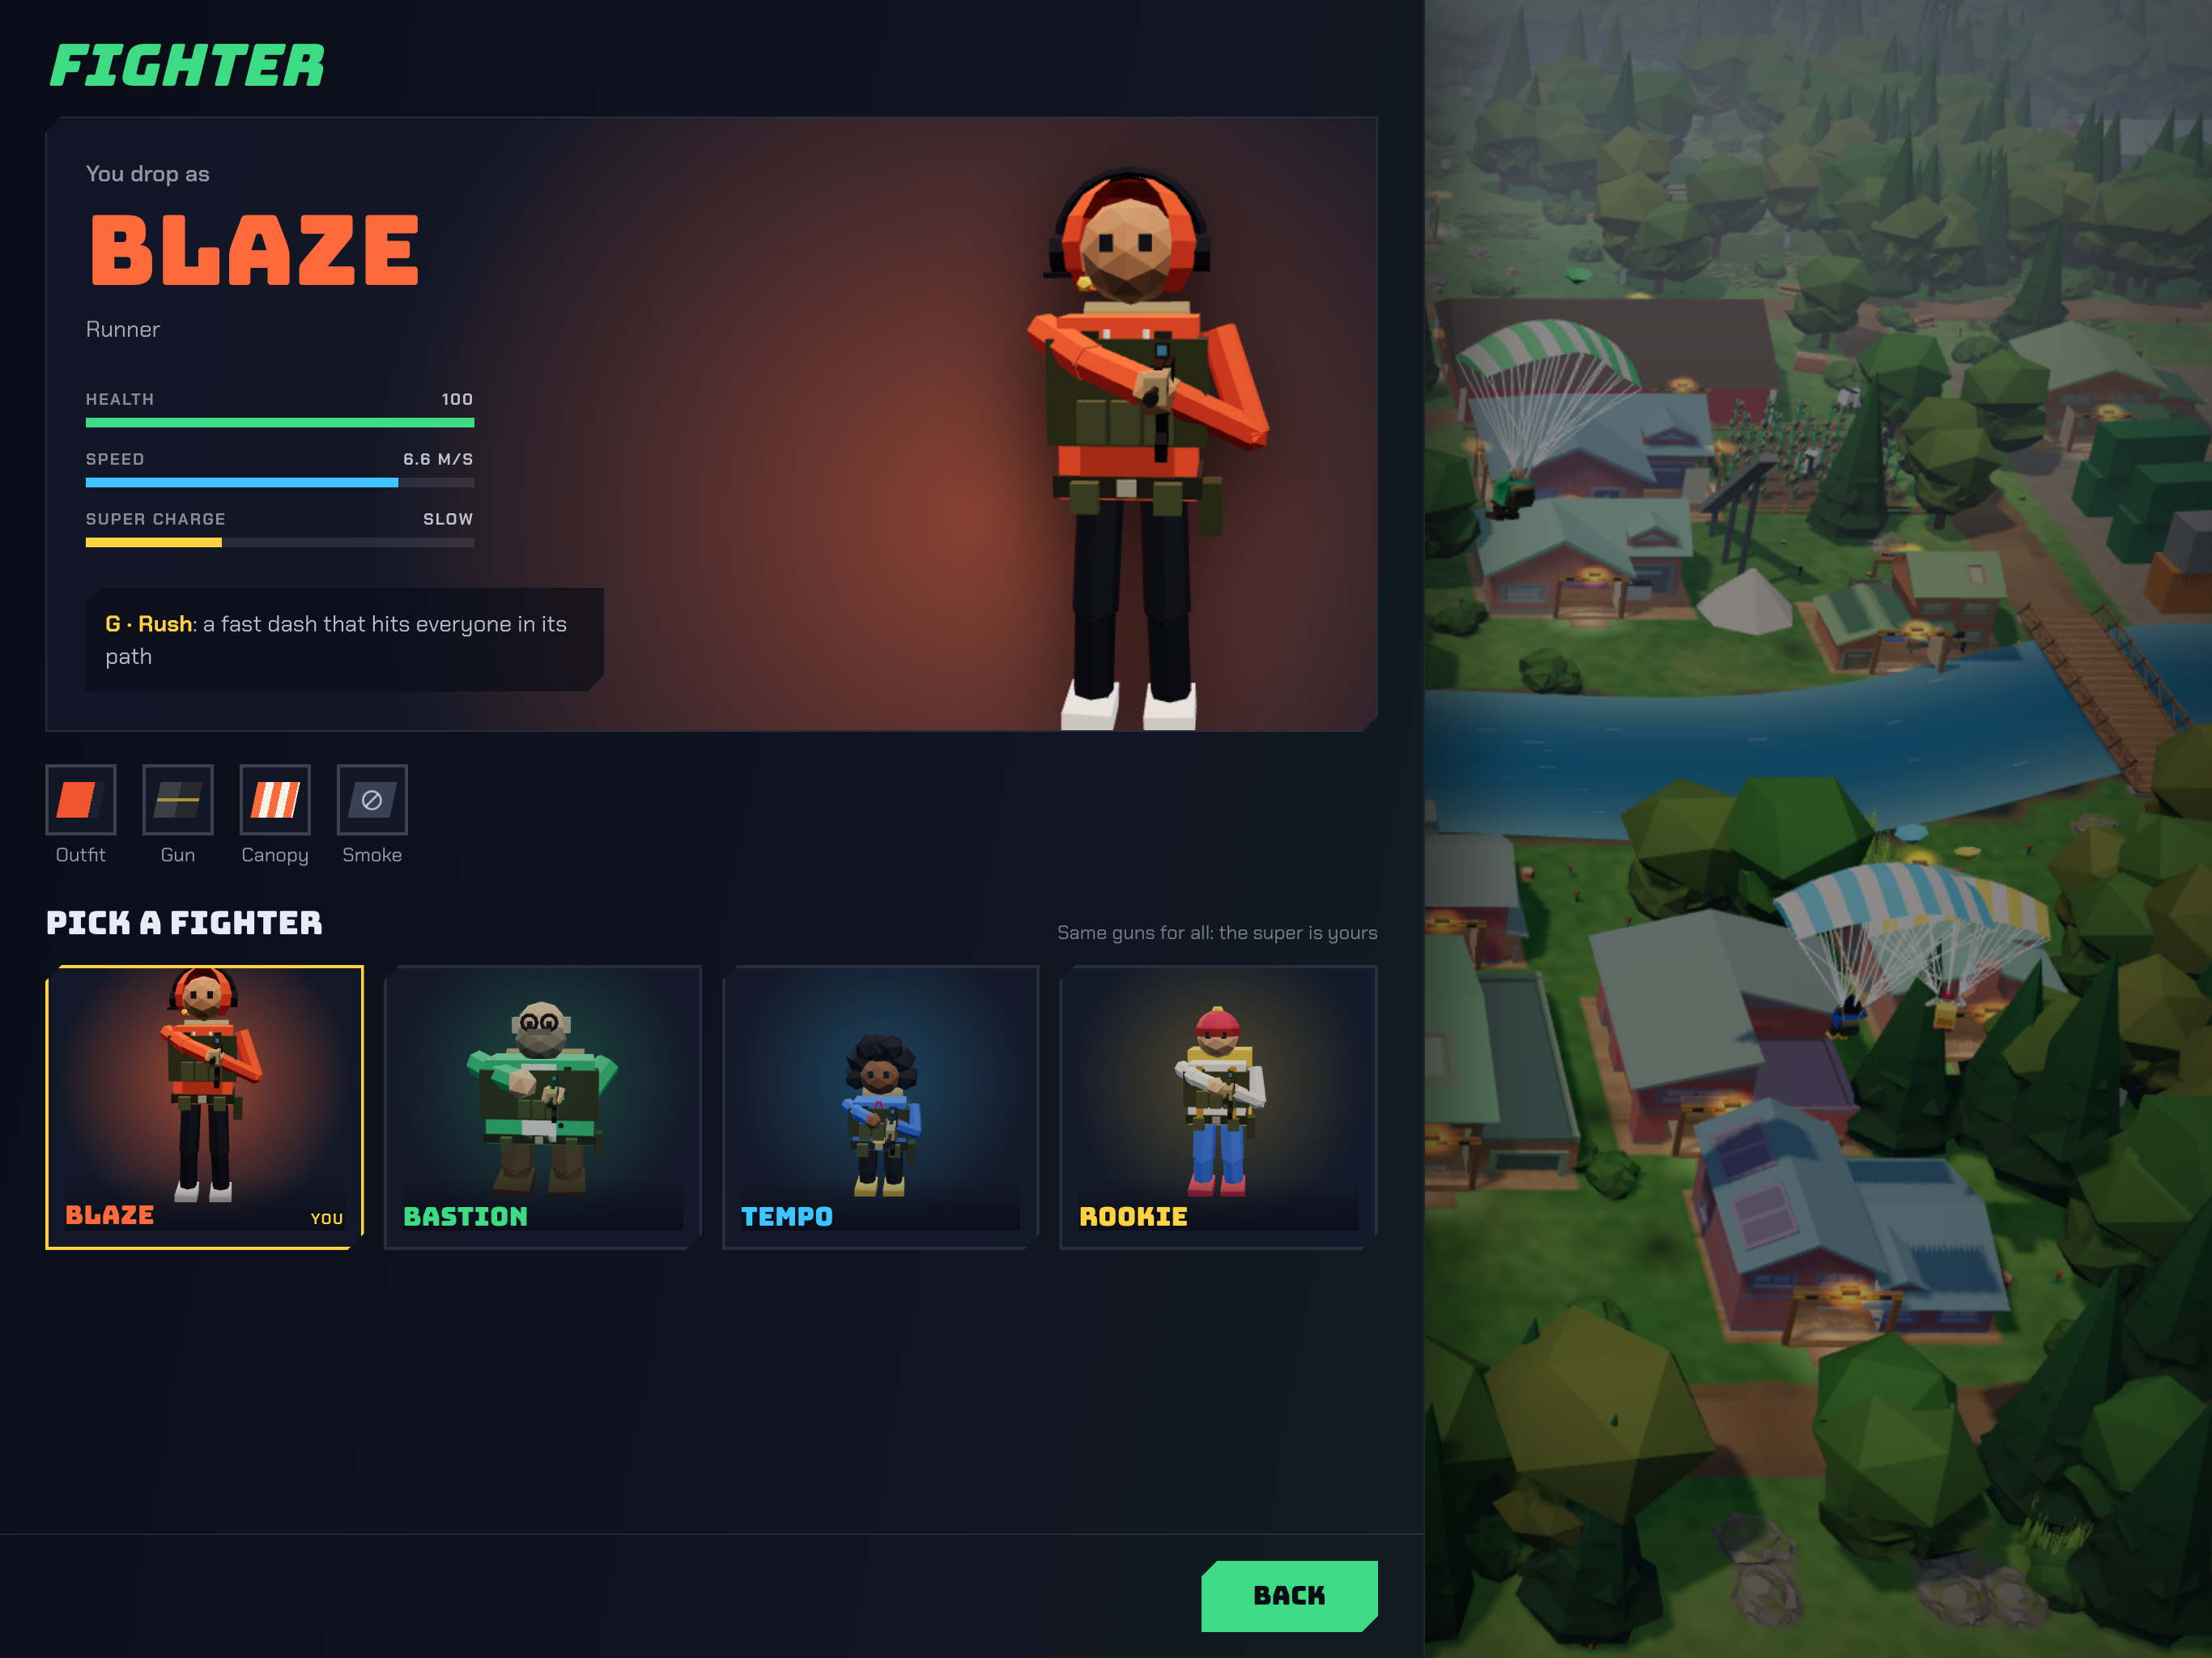 FIGHTER
You drop as
BLAZE
Runner
HEALTH 100
SPEED 6.6 M/S
SUPER CHARGE SLOW
G · Rush: a fast dash that hits everyone in its
path
Outfit Gun Canopy Smoke
PICK A FIGHTER
Same guns for all: the super is yours
BLAZE YOU
BASTION
TEMPO
ROOKIE
BACK